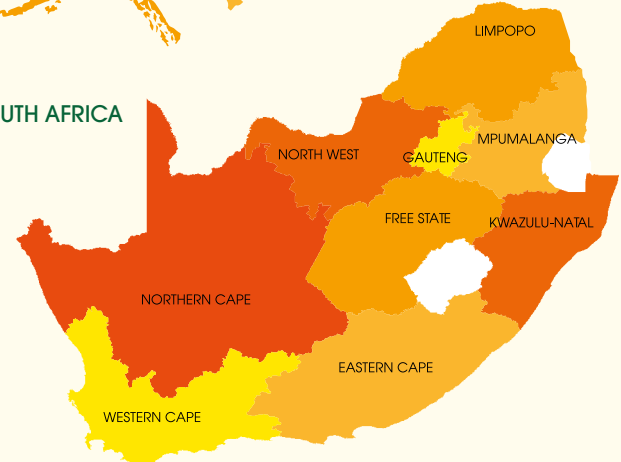 LIMPOPO
UTH AFRICA
MPUMALANGA
NORTH WEST
GAUTENG
FREE STATE
KWAZULU-NATAL
NORTHERN CAPE
EASTERN CAPE
WESTERN CAPE